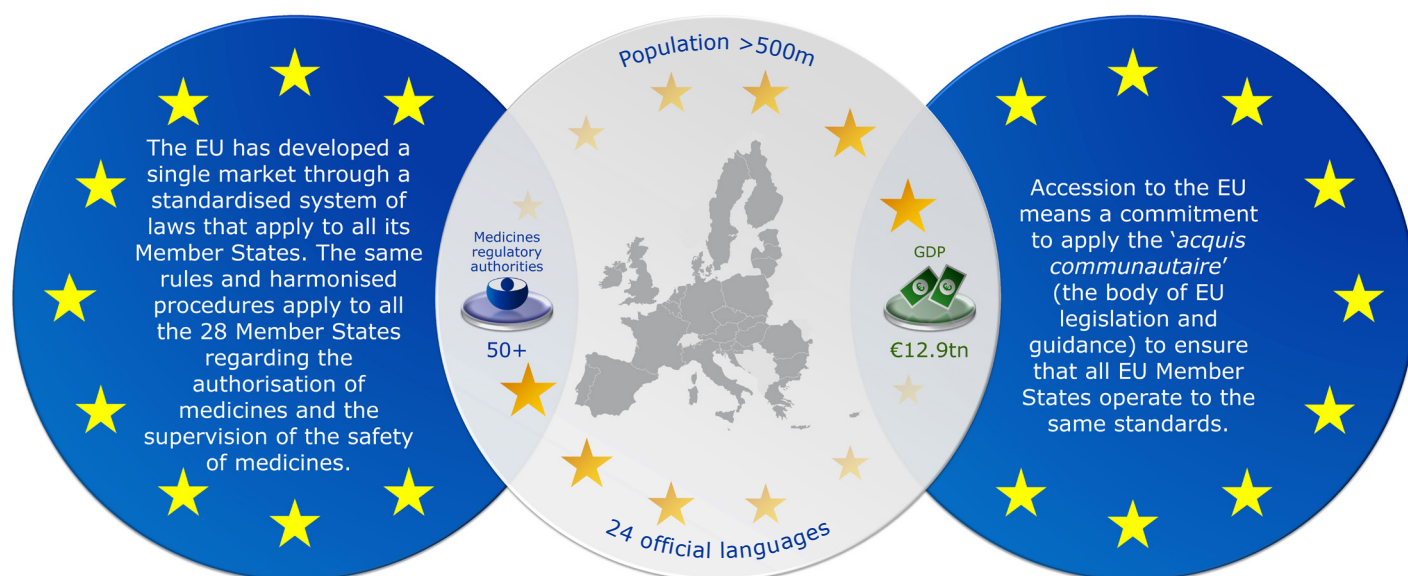 The EU has developed a
single market through a
standardised system of
laws that apply to all its
Member States. The same
rules and harmonised
procedures apply to all
the 28 Member States
regarding the
authorisation of
medicines and the
supervision of the safety
of medicines.
Population >500m
Medicines
regulatory
authorities
50+
GDP
€
€
€12.9tn
24 official languages
Accession to the EU
means a commitment
to apply the ‘acquis
communautaire’
(the body of EU
legislation and
guidance) to ensure
that all EU Member
States operate to the
same standards.